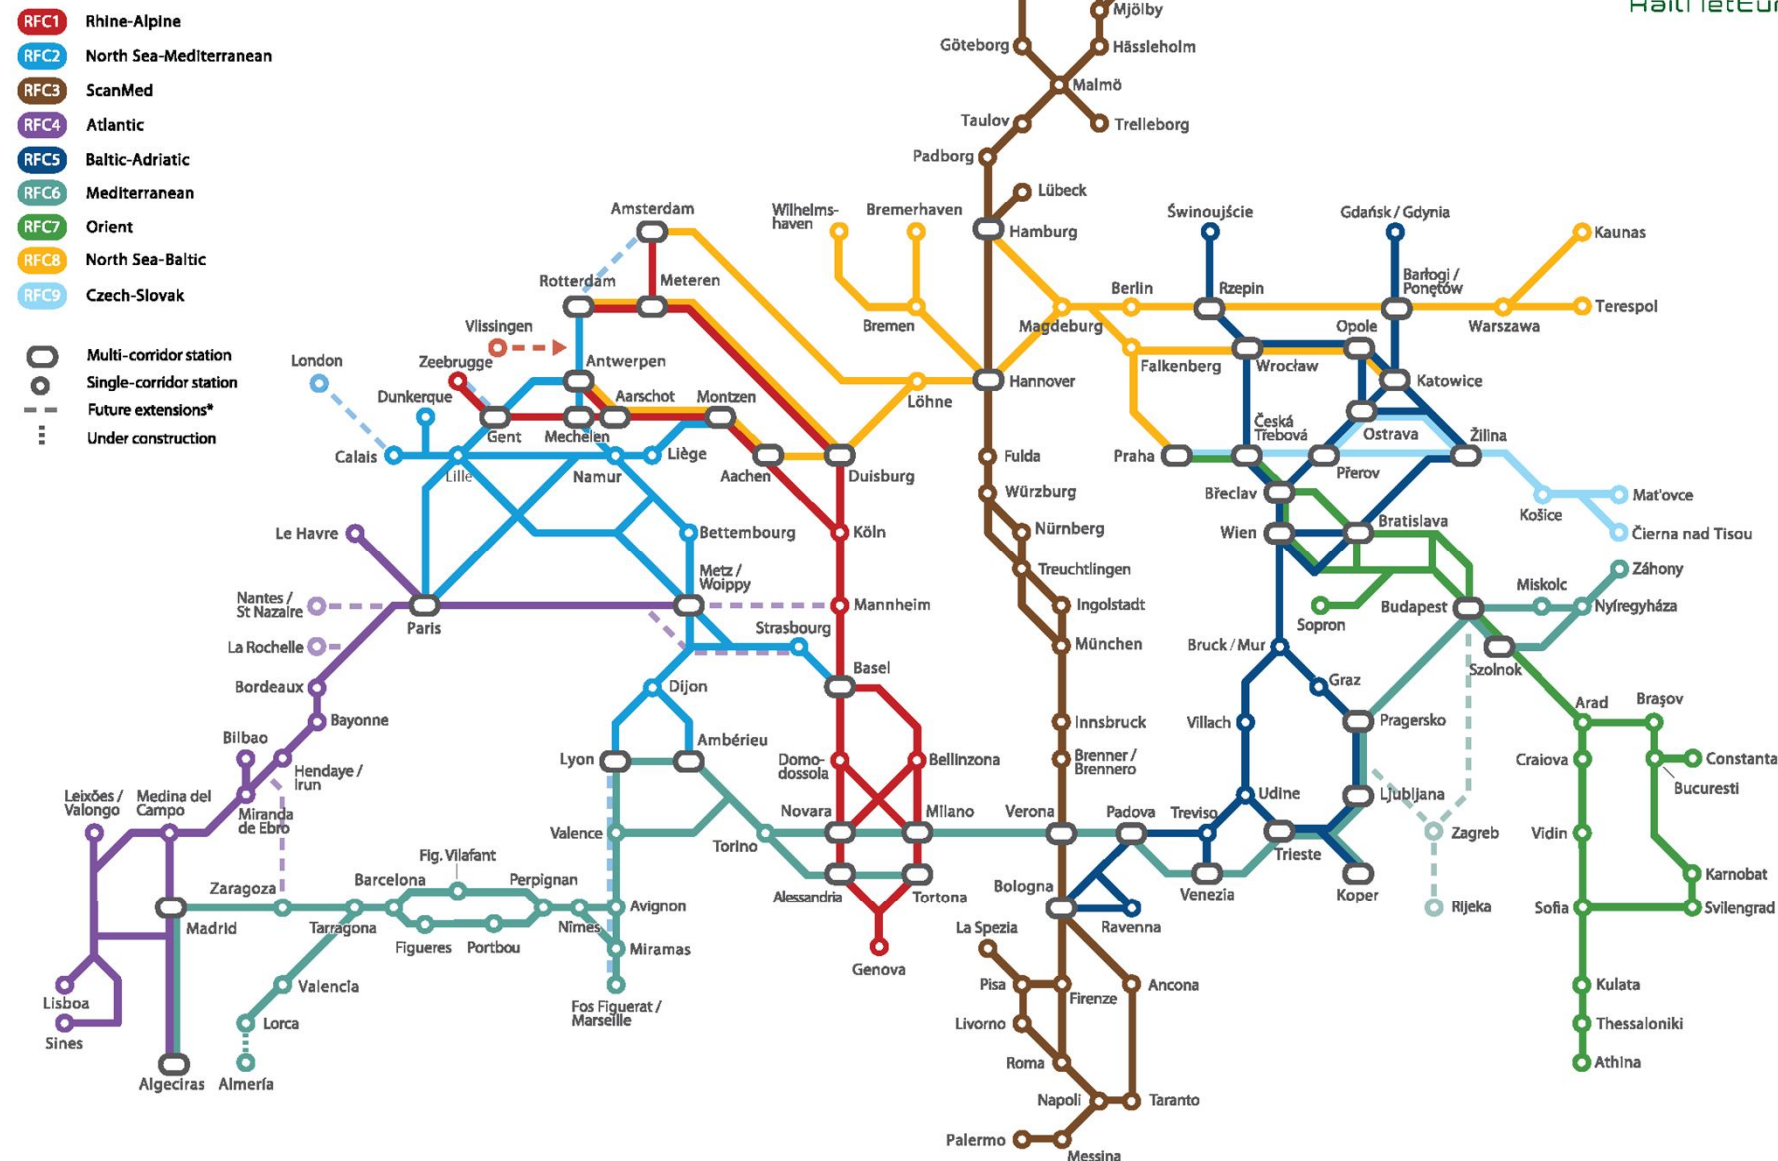 RFC1 Rhine-Alpine
RFC2 North Sea-Mediterranean
RFC3 ScanMed
RFC4 Atlantic
RFC5 Baltic-Adriatic
RFC6 Mediterranean
RFC7 Orient
RFC8 North Sea-Baltic
RFC9 Czech-Slovak
Multi-corridor station
Single-corridor station
Future extensions*
Under construction
Mjölby
Göteborg
Hässleholm
Malmö
Taulov
Trelleborg
Padborg
Lübeck
Amsterdam
Wilhelms-
haven
Bremerhaven
Hamburg
Świnoujście
Gdańsk / Gdynia
Kaunas
Rotterdam
Meteren
Bremen
Magdeburg
Berlin
Rzepin
Barłogi /
Ponętów
Warszawa
Terespol
Vlissingen
Zeebrugge
London
Dunkerque
Antwerpen
Aarschot
Montzen
Löhne
Hannover
Falkenberg
Wrocław
Opole
Katowice
Gent
Mechelen
Calais
Lille
Namur
Liège
Aachen
Duisburg
Fulda
Praha
Česká
Třebová
Ostrava
Přerov
Žilina
Würzburg
Břeclav
Košice
Mat'ovce
Le Havre
Bettembourg
Köln
Nürnberg
Wien
Bratislava
Čierna nad Tisou
Metz /
Woippy
Treuchtlingen
Miskolc
Záhony
Nantes /
St Nazaire
Paris
Mannheim
Ingolstadt
Sopron
Budapest
Nyíregyháza
La Rochelle
Strasbourg
München
Bruck / Mur
Szolnok
Bordeaux
Dijon
Basel
Graz
Arad
Braşov
Bayonne
Innsbruck
Villach
Pragersko
Bilbao
Hendaye /
Irun
Lyon
Ambérieu
Domo-
dossola
Bellinzona
Brenner /
Brennero
Craiova
Constanta
Bucuresti
Leixões /
Valongo
Medina del
Campo
Miranda
de Ebro
Valence
Torino
Novara
Milano
Verona
Padova
Treviso
Udine
Ljubljana
Trieste
Zagreb
Vidin
Zaragoza
Barcelona
Fig. Vilafant
Perpignan
Alessandria
Tortona
Bologna
Venezia
Koper
Karnobat
Madrid
Tarragona
Figueres
Portbou
Nîmes
Avignon
Ravenna
Rijeka
Sofia
Svilengrad
Miramas
Genova
La Spezia
Lisboa
Valencia
Fos Figuerat /
Marseille
Pisa
Firenze
Ancona
Kulata
Sines
Lorca
Livorno
Thessaloniki
Algeciras
Almería
Roma
Athina
Napoli
Taranto
Palermo
Messina